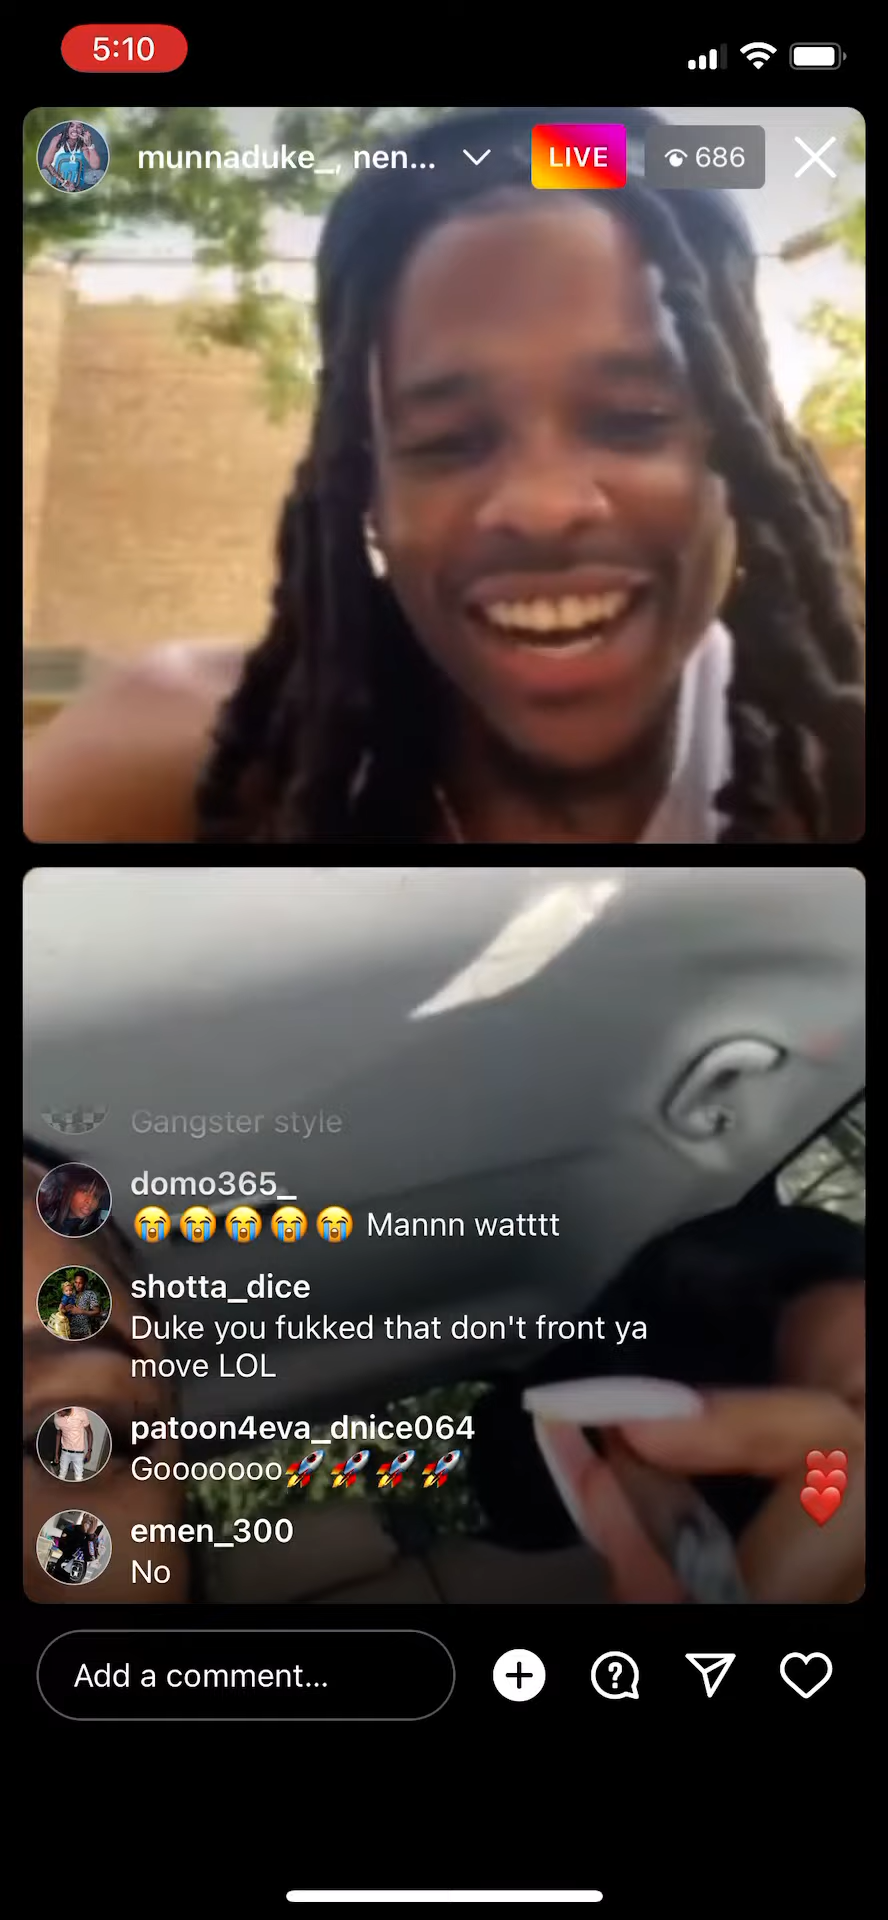 5:10
munnaduke_, nen...
LIVE
686
Gangster style
domo365_
😭😭😭😭😭 Mannn watttt
shotta_dice
Duke you fukked that don't front ya
move LOL
patoon4eva_dnice064
Gooooooo🚀🚀🚀🚀
emen_300
No
Add a comment...